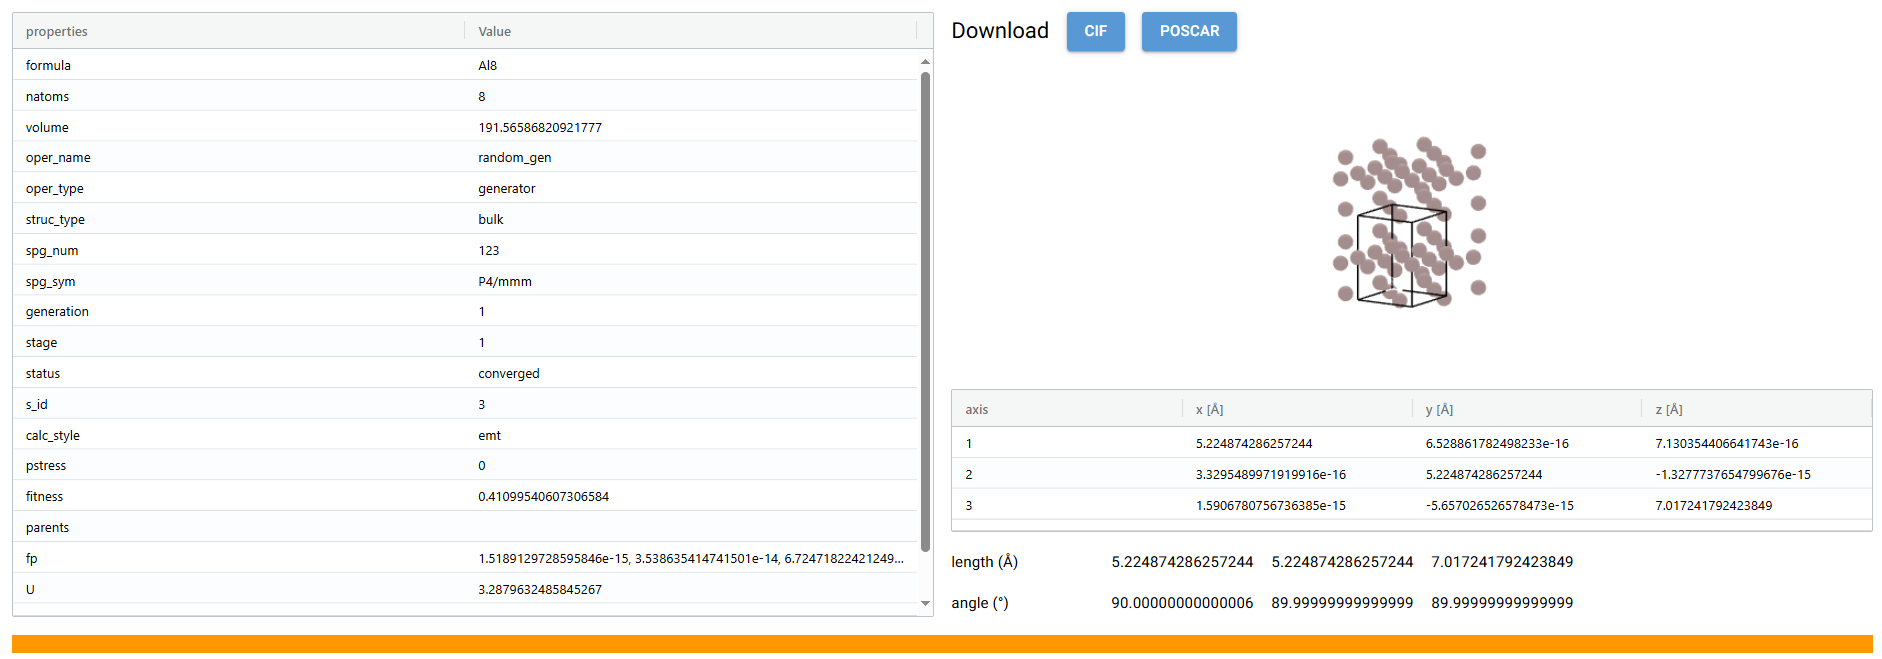 properties Value
formula Al8
natoms 8
volume 191.56586820921777
oper_name random_gen
oper_type generator
struc_type bulk
spg_num 123
spg_sym P4/mmm
generation 1
stage 1
status converged
s_id 3
calc_style emt
pstress 0
fitness 0.41099540607306584
parents
fp 1.5189129728595846e-15, 3.538635414741501e-14, 6.72471822421249...
U 3.2879632485845267
Download CIF POSCAR
axis x [Å] y [Å] z [Å]
1 5.224874286257244 6.528861782498233e-16 7.130354406641743e-16
2 3.3295489971919916e-16 5.224874286257244 -1.3277737654799676e-15
3 1.5906780756736385e-15 -5.657026526578473e-15 7.017241792423849
length (Å) 5.224874286257244 5.224874286257244 7.017241792423849
angle (°) 90.00000000000006 89.99999999999999 89.99999999999999